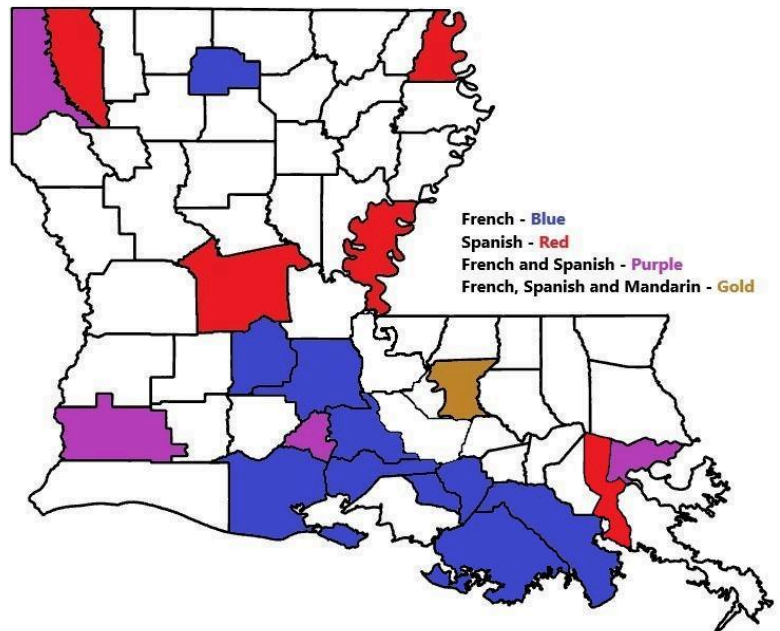 French - Blue
Spanish - Red
French and Spanish - Purple
French, Spanish and Mandarin - Gold